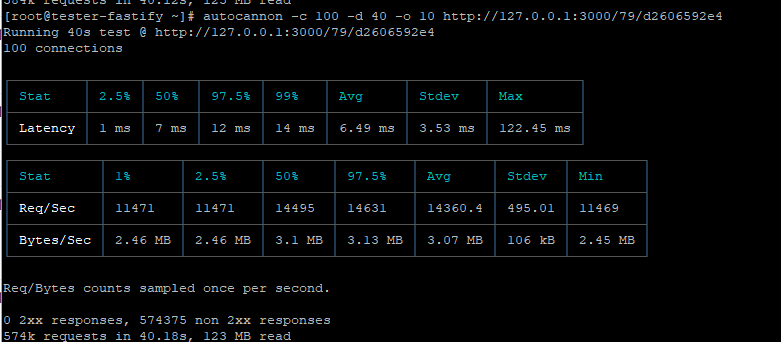 584k requests in 40.12s, 123 MB read
[root@tester-fastify ~]# autocannon -c 100 -d 40 -o 10 http://127.0.0.1:3000/79/d2606592e4
Running 40s test @ http://127.0.0.1:3000/79/d2606592e4
100 connections
Stat 2.5% 50% 97.5% 99% Avg Stdev Max
Latency 1 ms 7 ms 12 ms 14 ms 6.49 ms 3.53 ms 122.45 ms
Stat 1% 2.5% 50% 97.5% Avg Stdev Min
Req/Sec 11471 11471 14495 14631 14360.4 495.01 11469
Bytes/Sec 2.46 MB 2.46 MB 3.1 MB 3.13 MB 3.07 MB 106 kB 2.45 MB
Req/Bytes counts sampled once per second.
0 2xx responses, 574375 non 2xx responses
574k requests in 40.18s, 123 MB read